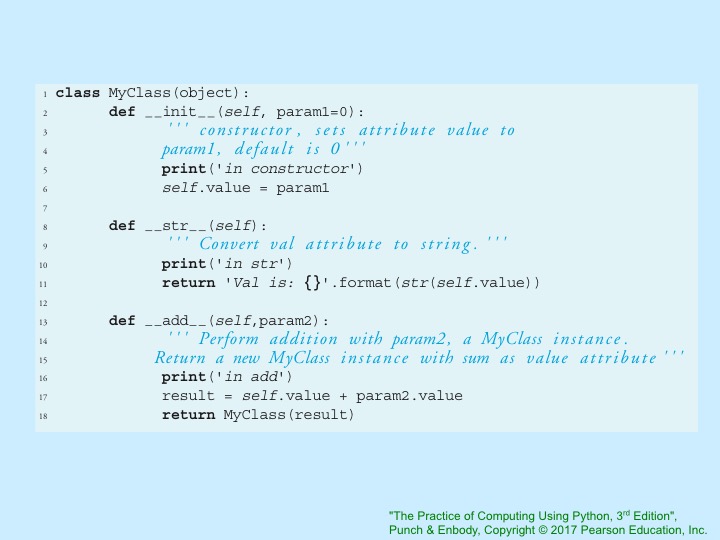 1 class MyClass(object):
2 def __init__(self, param1=0):
3 ''' constructor, sets attribute value to
4 param1, default is 0'''
5 print('in constructor')
6 self.value = param1
7
8 def __str__(self):
9 ''' Convert val attribute to string. '''
10 print('in str')
11 return 'Val is: {}'.format(str(self.value))
12
13 def __add__(self,param2):
14 ''' Perform addition with param2, a MyClass instance.
15 Return a new MyClass instance with sum as value attribute'''
16 print('in add')
17 result = self.value + param2.value
18 return MyClass(result)
"The Practice of Computing Using Python, 3rd Edition",
Punch & Enbody, Copyright © 2017 Pearson Education, Inc.